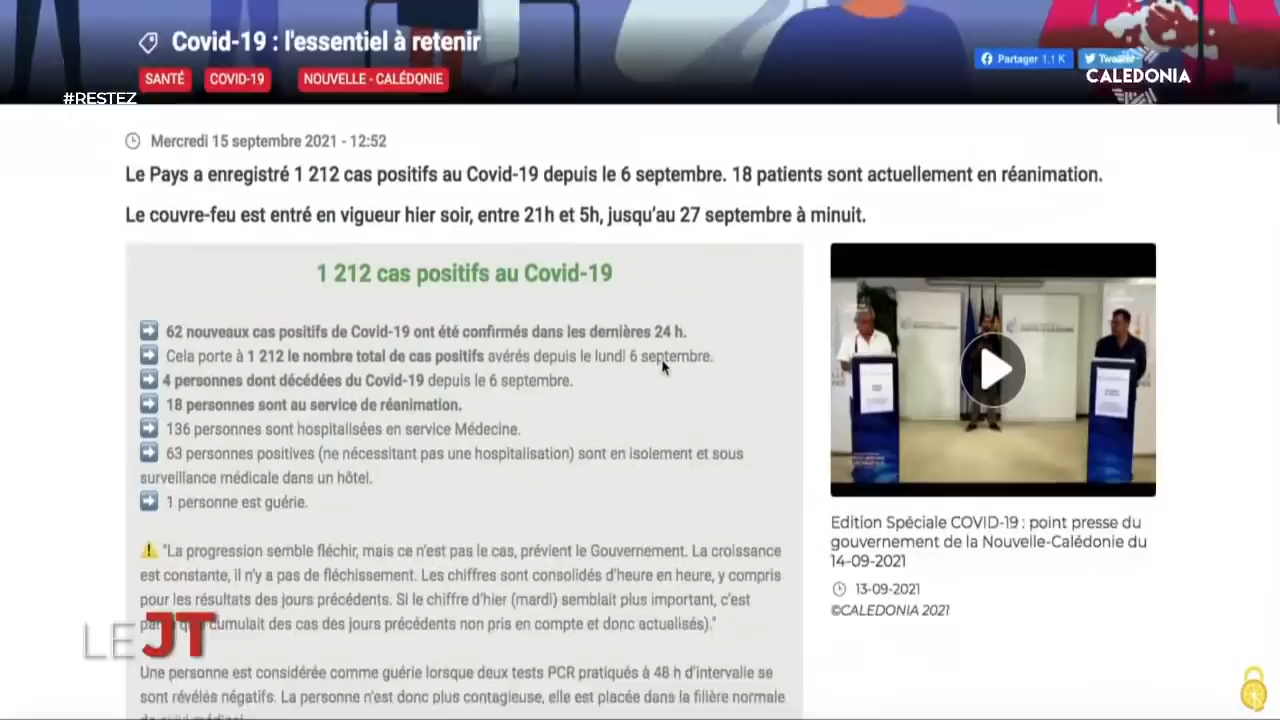 Covid-19 : l'essentiel à retenir
SANTÉ COVID-19 NOUVELLE - CALÉDONIE
Partager 1.1 K
CALEDONIA
#RESTEZ
Mercredi 15 septembre 2021 - 12:52
Le Pays a enregistré 1 212 cas positifs au Covid-19 depuis le 6 septembre. 18 patients sont actuellement en réanimation.
Le couvre-feu est entré en vigueur hier soir, entre 21h et 5h, jusqu'au 27 septembre à minuit.
1 212 cas positifs au Covid-19
62 nouveaux cas positifs de Covid-19 ont été confirmés dans les dernières 24 h.
Cela porte à 1 212 le nombre total de cas positifs avérés depuis le lundi 6 septembre.
4 personnes dont décédées du Covid-19 depuis le 6 septembre.
18 personnes sont au service de réanimation.
136 personnes sont hospitalisées en service Médecine.
63 personnes positives (ne nécessitant pas une hospitalisation) sont en isolement et sous
surveillance médicale dans un hôtel.
1 personne est guérie.
"La progression semble fléchir, mais ce n'est pas le cas, prévient le Gouvernement. La croissance
est constante, il n'y a pas de fléchissement. Les chiffres sont consolidés d'heure en heure, y compris
pour les résultats des jours précédents. Si le chiffre d'hier (mardi) semblait plus important, c'est
cumulait des cas des jours précédents non pris en compte et donc actualisés)."
Une personne est considérée comme guérie lorsque deux tests PCR pratiqués à 48 h d'intervalle se
sont révélés négatifs. La personne n'est donc plus contagieuse, elle est placée dans la filière normale
Edition Spéciale COVID-19 : point presse du
gouvernement de la Nouvelle-Calédonie du
14-09-2021
13-09-2021
©CALEDONIA 2021
LE JT